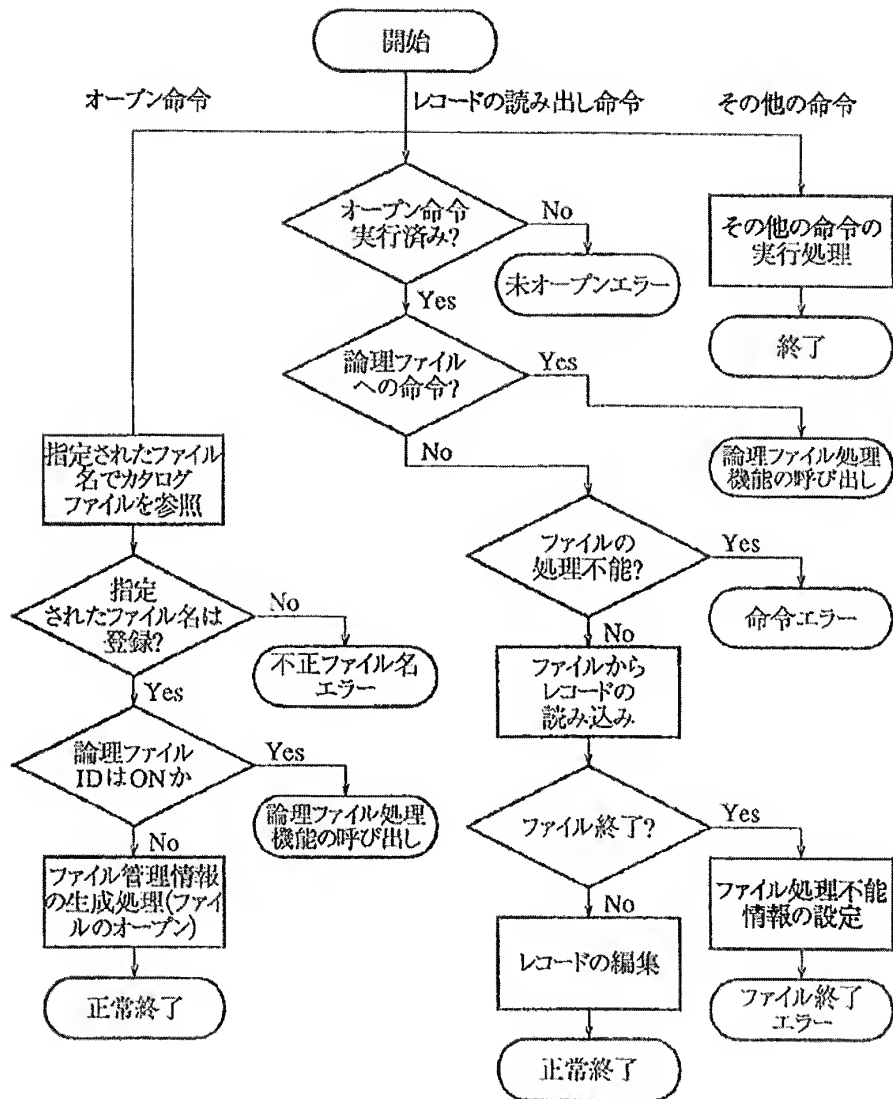 開始
オープン命令
レコードの読み出し命令
その他の命令
オープン命令
実行済み?
No
その他の命令の
実行処理
未オープンエラー
Yes
終了
論理ファイル
への命令?
Yes
No
論理ファイル処理
機能の呼び出し
指定されたファイル
名でカタログ
ファイルを参照
ファイルの
処理不能?
Yes
命令エラー
No
指定
されたファイル名は
登録?
No
不正ファイル名
エラー
Yes
ファイルから
レコードの
読み込み
論理ファイル
IDはONか
Yes
論理ファイル処理
機能の呼び出し
No
ファイル終了?
Yes
ファイル管理情報
の生成処理(ファイ
ルのオープン)
ファイル処理不能
情報の設定
No
レコードの編集
正常終了
ファイル終了
エラー
正常終了